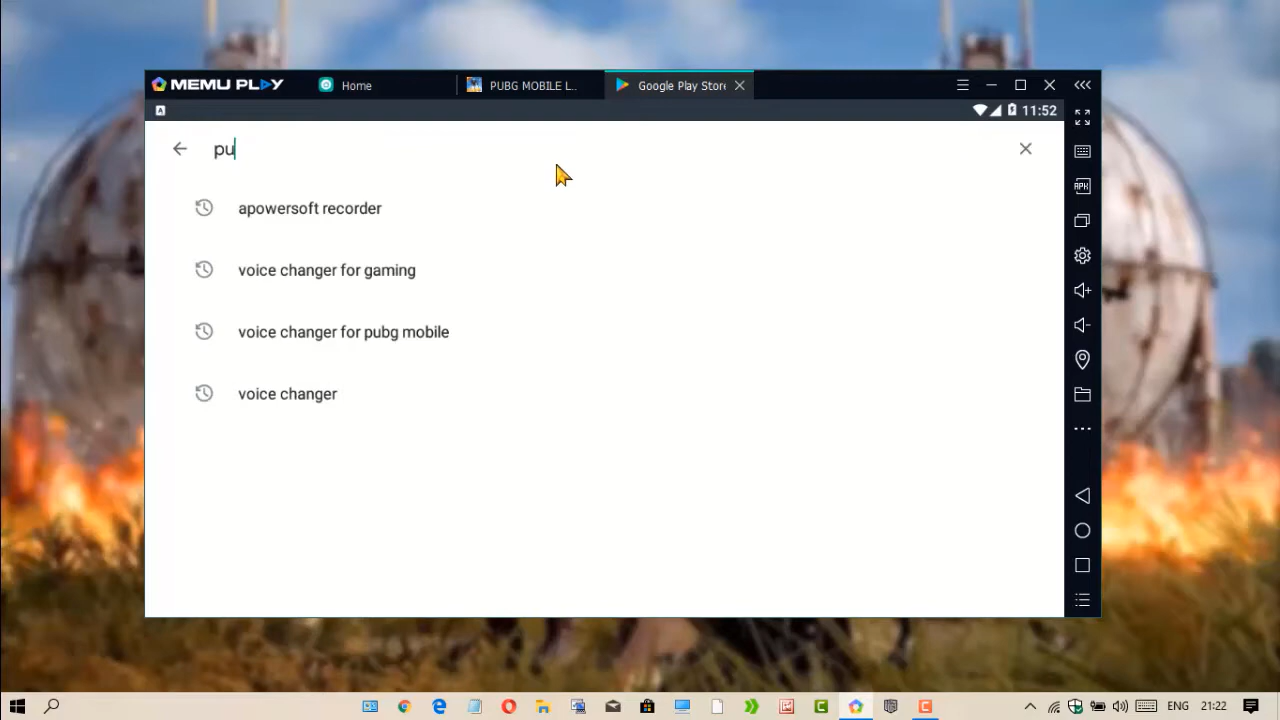 MEMU PLAY Home PUBG MOBILE L.. Google Play Store
A 11:52
pu
apowersoft recorder
voice changer for gaming
voice changer for pubg mobile
voice changer
APK
ENG 21:22